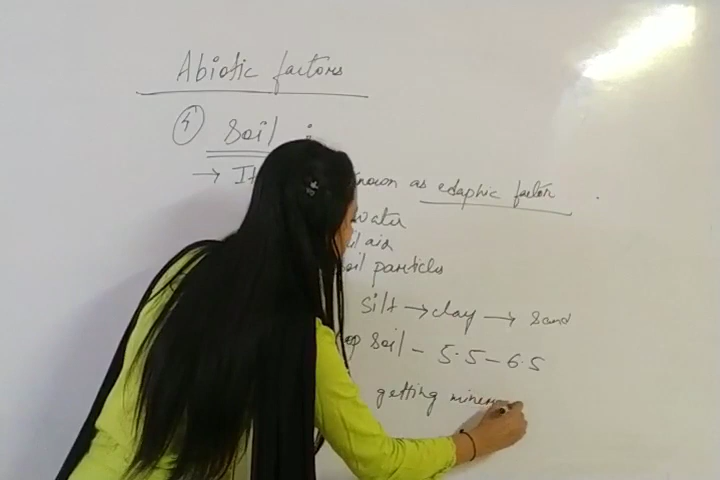 Abiotic factors
4 Soil :
→ It known as edaphic factor
water
air
soil particles
silt → clay → sand
soil - 5.5 - 6.5
getting